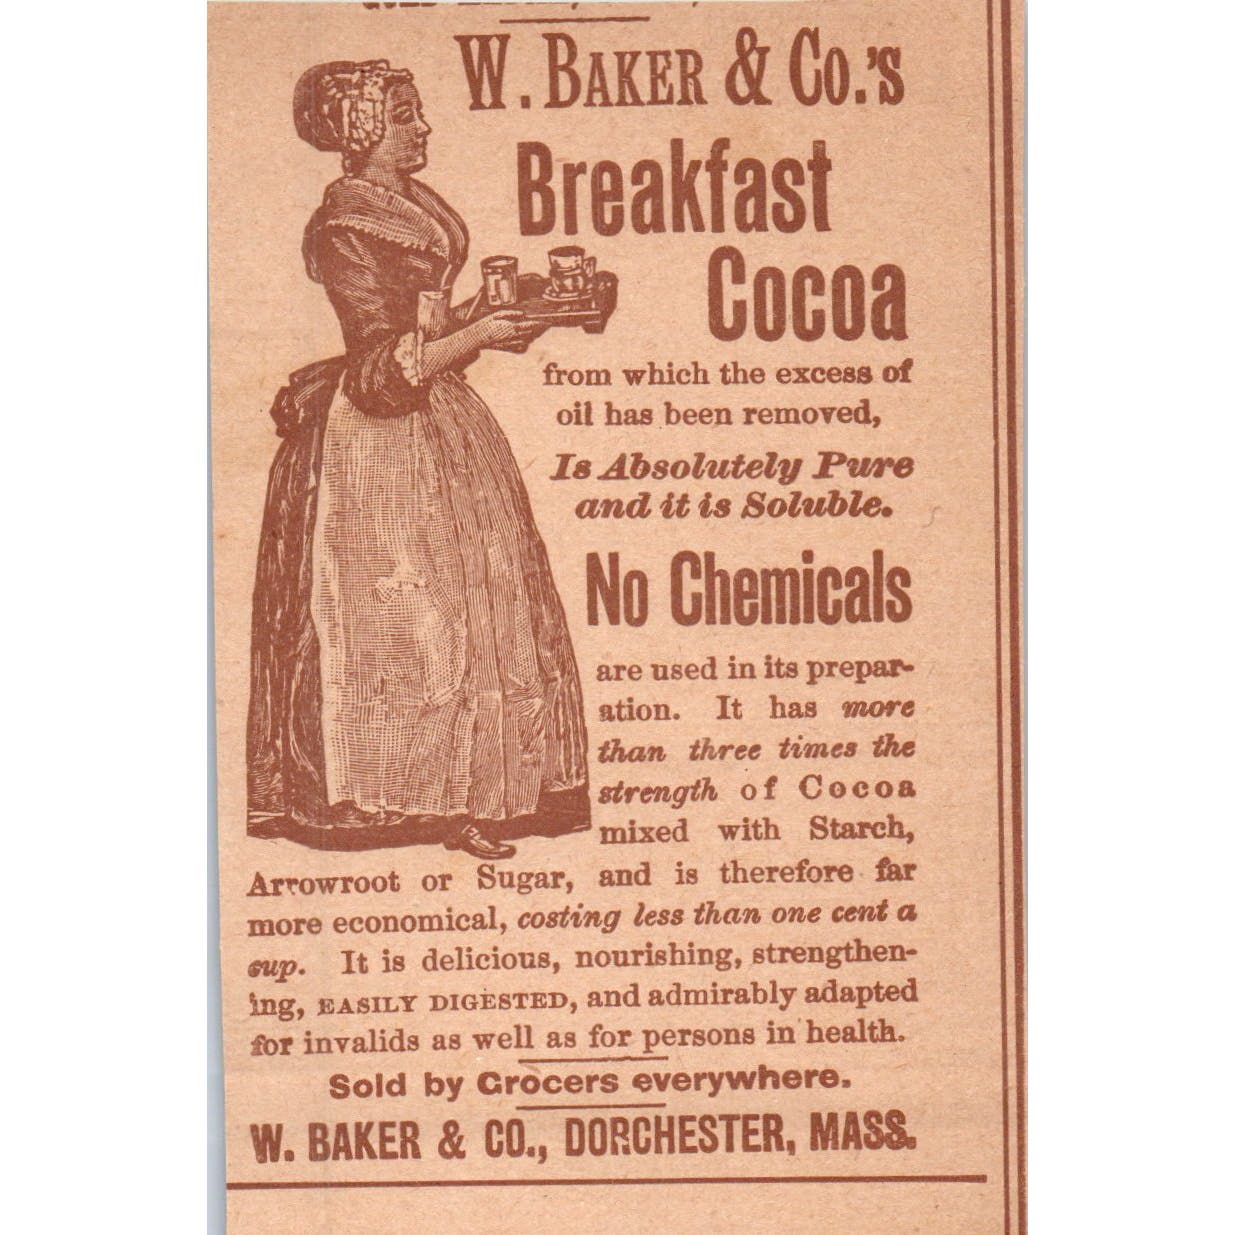 W. BAKER & CO.'S
Breakfast
Cocoa
from which the excess of
oil has been removed,
Is Absolutely Pure
and it is Soluble.
No Chemicals
are used in its prepar-
ation. It has more
than three times the
strength of Cocoa
mixed with Starch,
Arrowroot or Sugar, and is therefore far
more economical, costing less than one cent a
cup. It is delicious, nourishing, strengthen-
ing, EASILY DIGESTED, and admirably adapted
for invalids as well as for persons in health.
Sold by Grocers everywhere.
W. BAKER & CO., DORCHESTER, MASS.